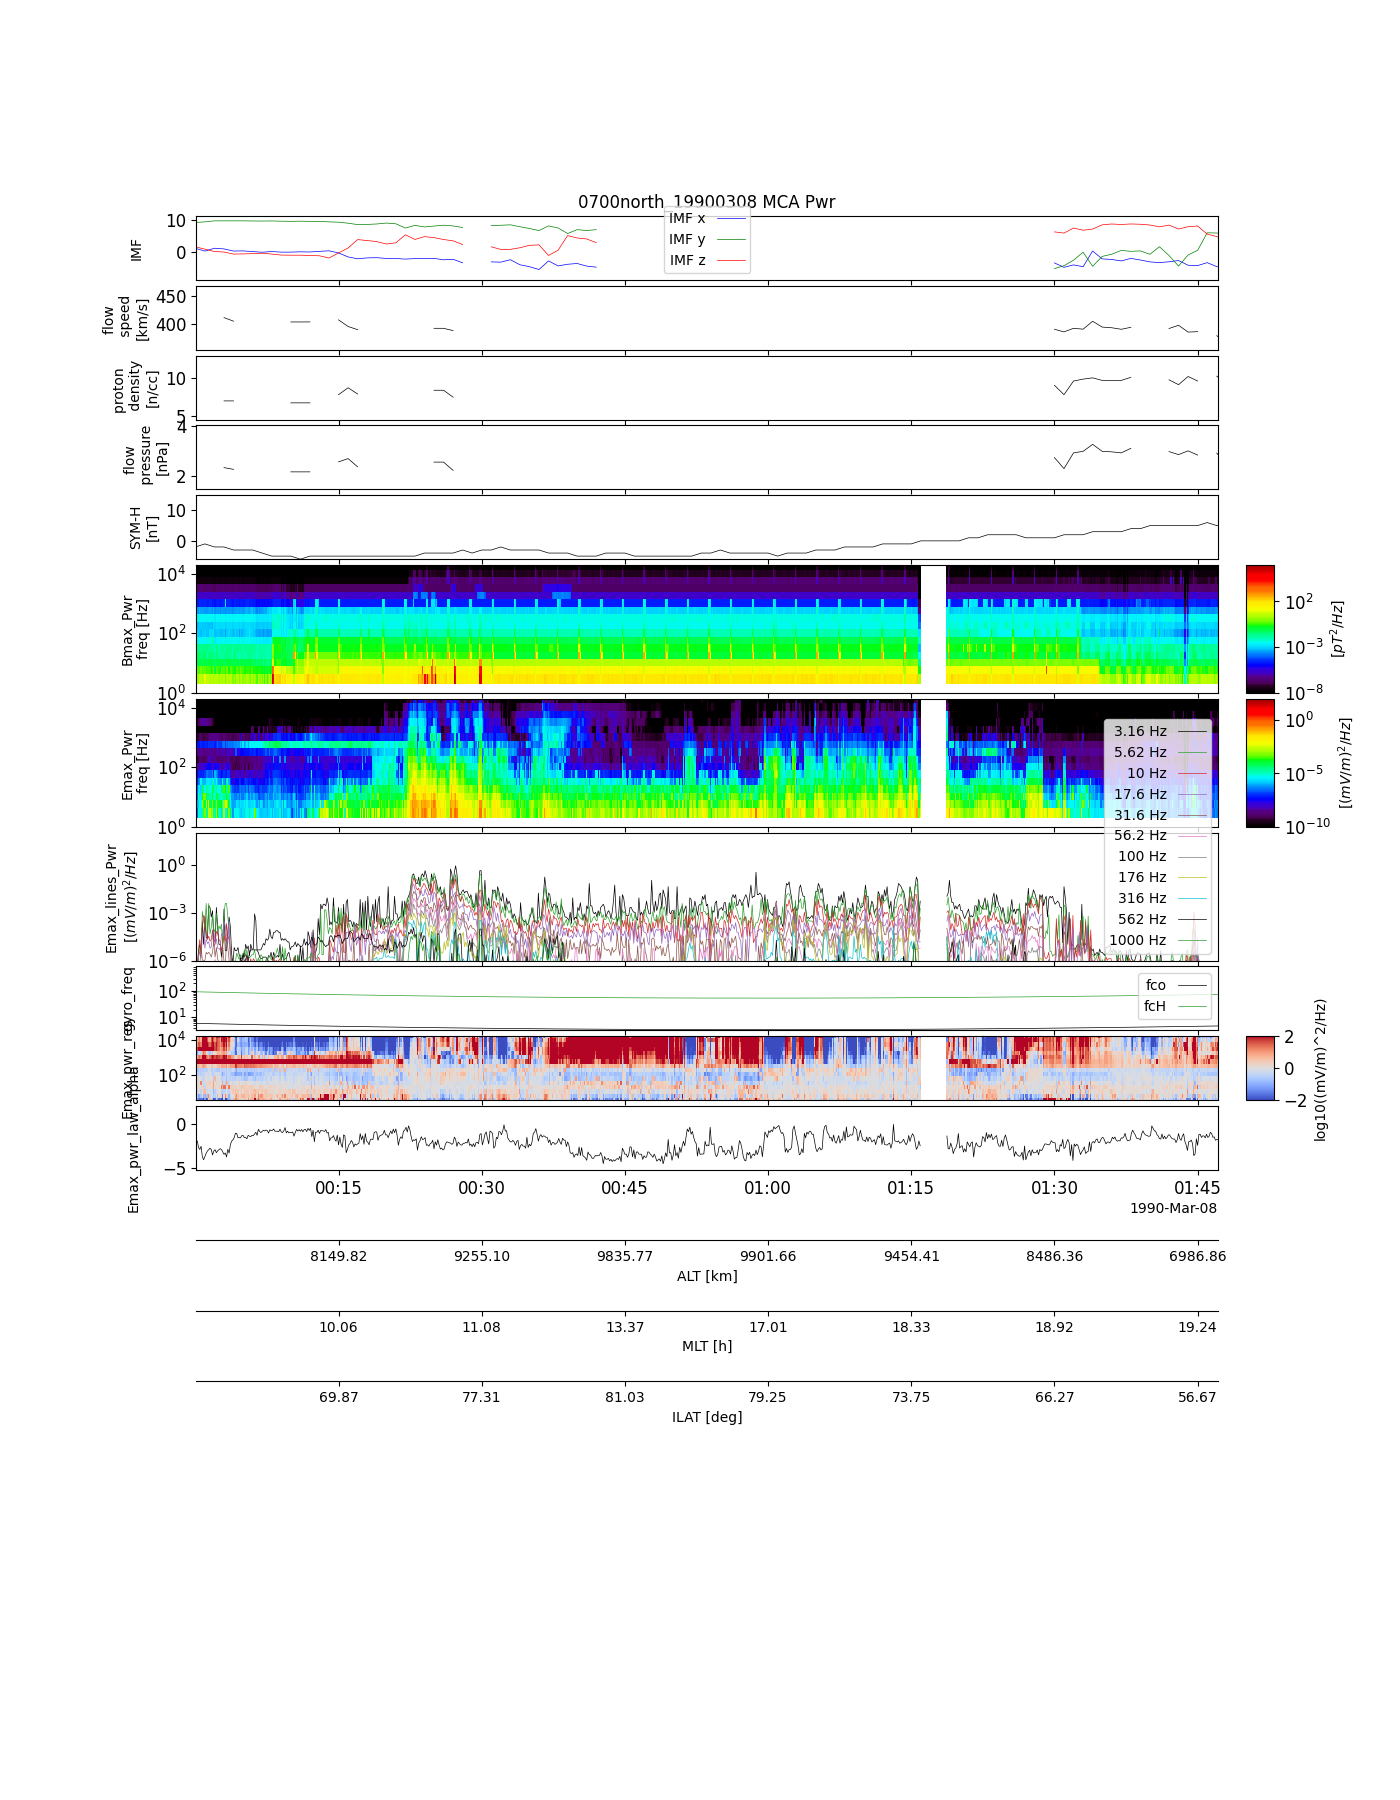 0700north_19900308 MCA Pwr
IMF
10
0
IMF x
IMF y
IMF z
flow
speed
[km/s]
450
400
proton
density
[n/cc]
10
5
flow
pressure
[nPa]
4
2
SYM-H
[nT]
10
0
Bmax_Pwr
freq [Hz]
10^4
10^2
10^0
10^2
10^-3
10^-8
[pT^2/Hz]
Emax_Pwr
freq [Hz]
10^4
10^2
10^0
10^0
10^-5
10^-10
[(mV/m)^2/Hz]
3.16 Hz
5.62 Hz
10 Hz
17.6 Hz
31.6 Hz
56.2 Hz
100 Hz
176 Hz
316 Hz
562 Hz
1000 Hz
Emax_lines_Pwr
[(mV/m)^2/Hz]
10^0
10^-3
10^-6
gyro_freq
10^2
10^1
fco
fcH
Emax_pwr_res
10^4
10^2
2
0
−2
log10((mV/m)^2/Hz)
Emax_pwr_law_alpha
0
−5
00:15 00:30 00:45 01:00 01:15 01:30 01:45
1990-Mar-08
8149.82 9255.10 9835.77 9901.66 9454.41 8486.36 6986.86
ALT [km]
10.06 11.08 13.37 17.01 18.33 18.92 19.24
MLT [h]
69.87 77.31 81.03 79.25 73.75 66.27 56.67
ILAT [deg]